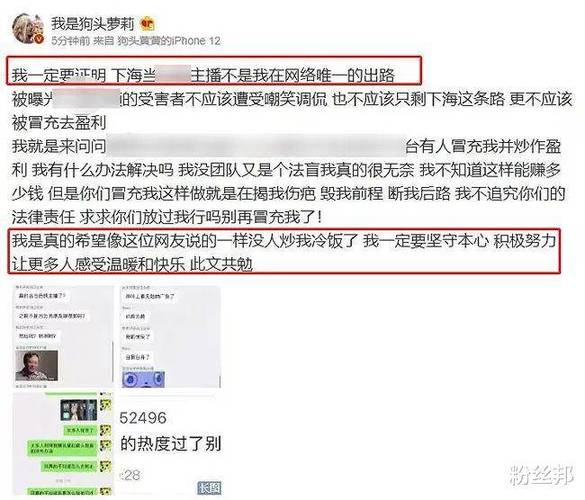 我是狗头萝莉
5分钟前 来自 狗头黄黄的iPhone 12
我一定要证明 下海当 主播不是我在网络唯一的出路
被曝光 的受害者不应该遭受嘲笑调侃 也不应该只剩下海这条路 更不应该
被冒充去盈利
我就是来问问 台有人冒充我并炒作盈
利 我有什么办法解决吗 我没团队又是个法盲我真的很无奈 我不知道这样能赚多
少钱 但是你们冒充我这样做就是在揭我伤疤 毁我前程 断我后路 我不追究你们的
法律责任 求求你们放过我行吗别再冒充我了！
我是真的希望像这位网友说的一样没人炒我冷饭了 我一定要坚守本心 积极努力
让更多人感受温暖和快乐 此文共勉
52496
的热度过了别
:28
长图
粉丝邦